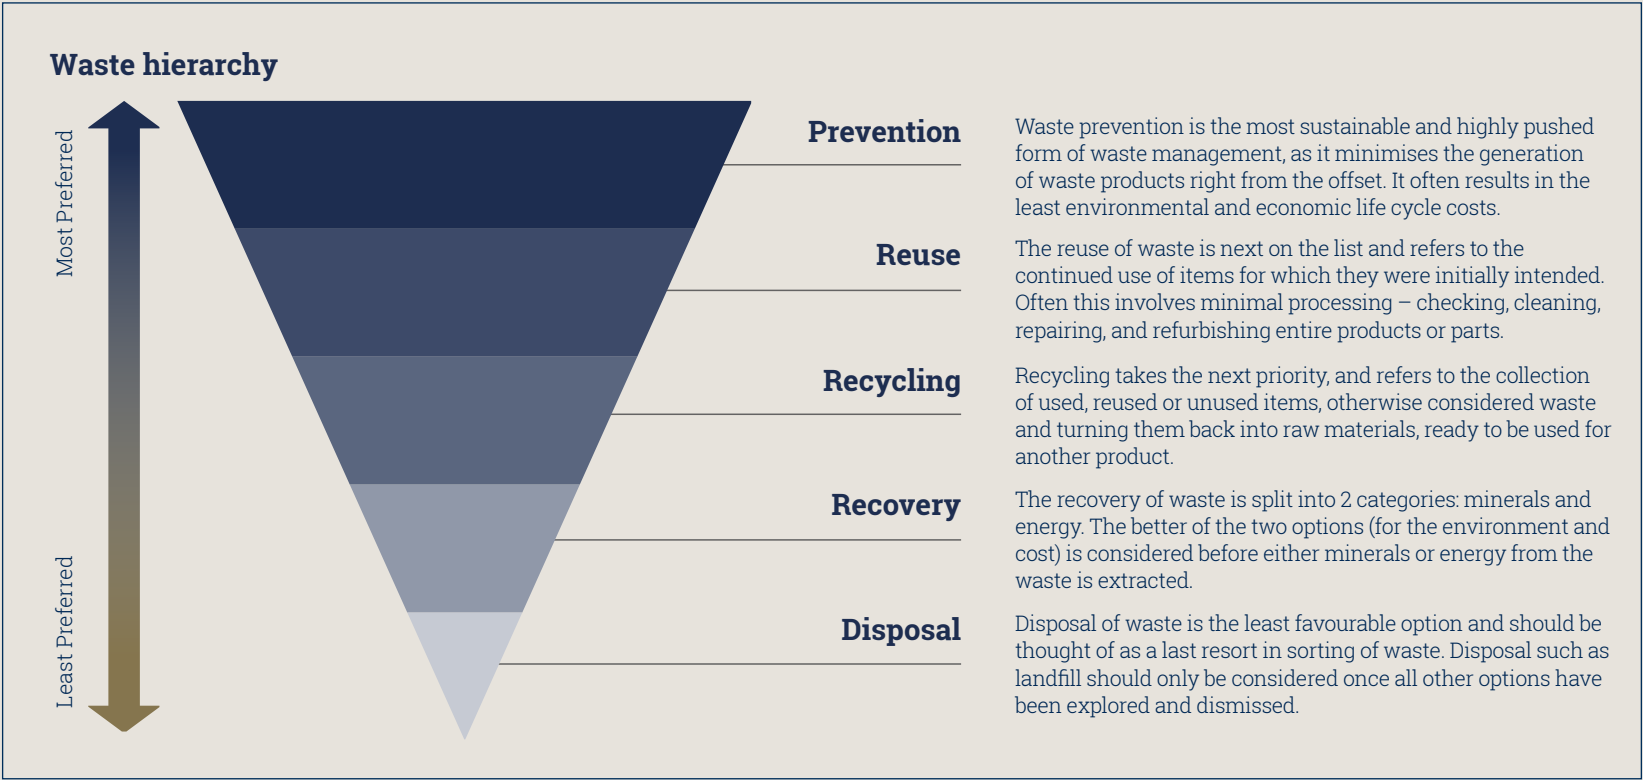 Waste hierarchy
Most Preferred
Least Preferred
Prevention
Waste prevention is the most sustainable and highly pushed
form of waste management, as it minimises the generation
of waste products right from the offset. It often results in the
least environmental and economic life cycle costs.
Reuse
The reuse of waste is next on the list and refers to the
continued use of items for which they were initially intended.
Often this involves minimal processing – checking, cleaning,
repairing, and refurbishing entire products or parts.
Recycling
Recycling takes the next priority, and refers to the collection
of used, reused or unused items, otherwise considered waste
and turning them back into raw materials, ready to be used for
another product.
Recovery
The recovery of waste is split into 2 categories: minerals and
energy. The better of the two options (for the environment and
cost) is considered before either minerals or energy from the
waste is extracted.
Disposal
Disposal of waste is the least favourable option and should be
thought of as a last resort in sorting of waste. Disposal such as
landfill should only be considered once all other options have
been explored and dismissed.